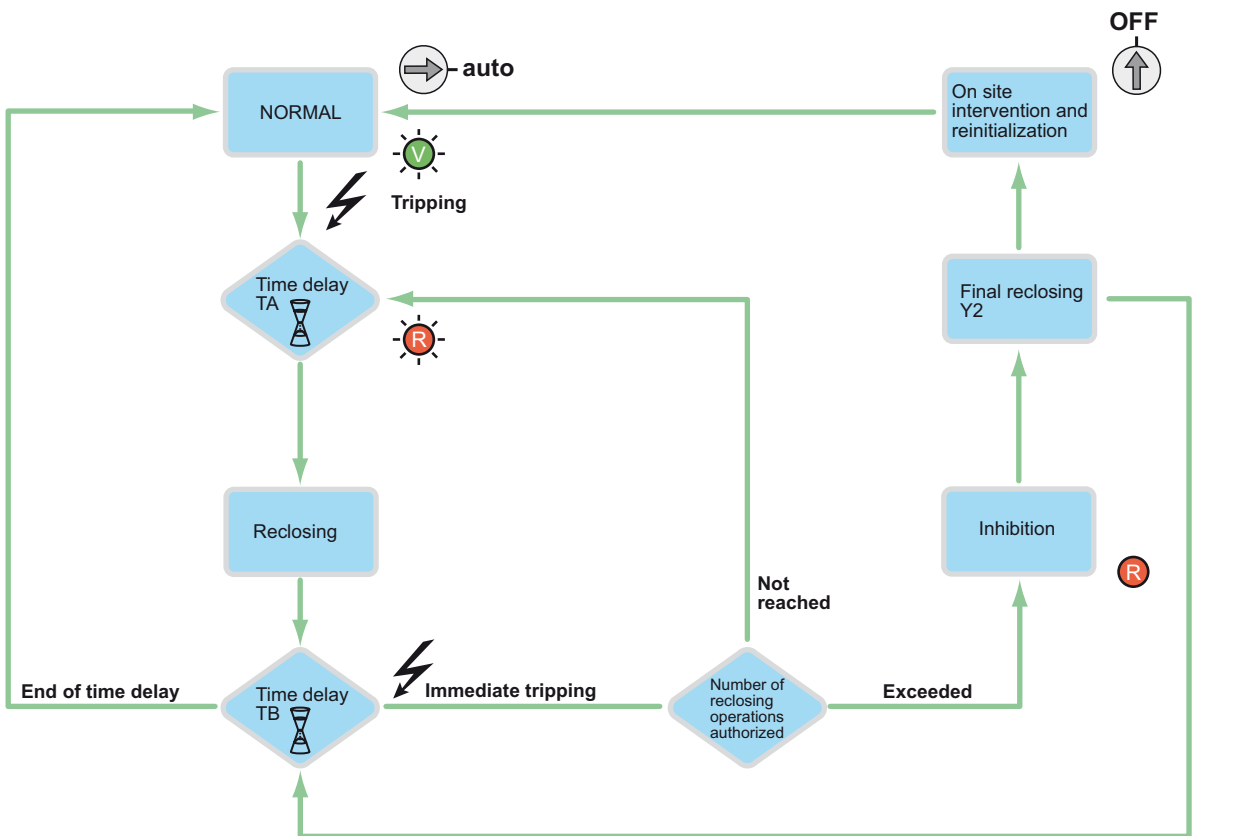 OFF
auto
NORMAL
On site
intervention and
reinitialization
V
Tripping
Time delay
TA
Final reclosing
Y2
R
Reclosing
Inhibition
R
Not
reached
End of time delay
Time delay
TB
Immediate tripping
Number of
reclosing
operations
authorized
Exceeded